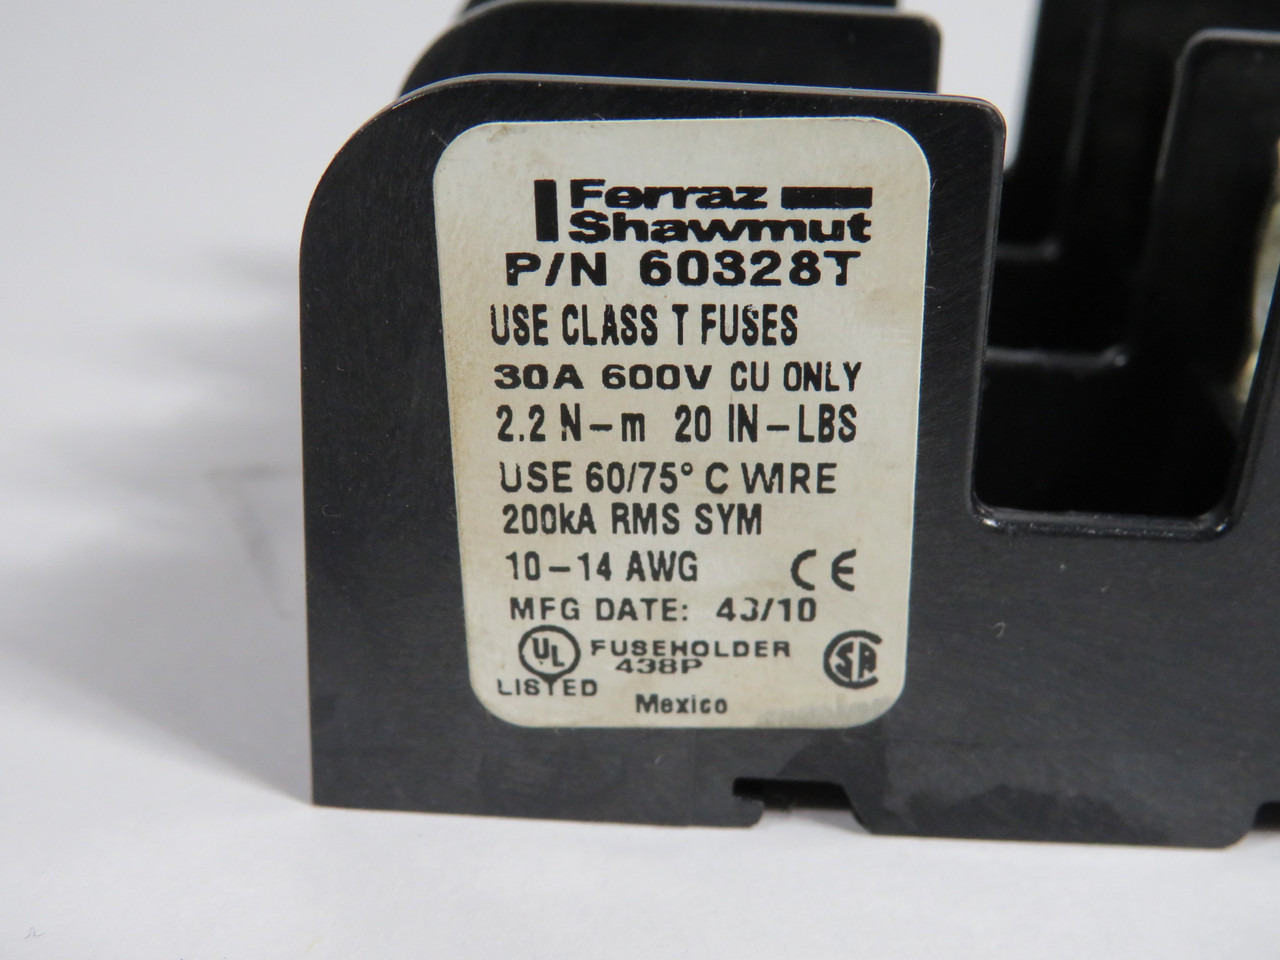 Ferraz
Shawmut
P/N 60328T
USE CLASS T FUSES
30A 600V CU ONLY
2.2 N-m 20 IN-LBS
USE 60/75° C WIRE
200kA RMS SYM
10-14 AWG CE
MFG DATE: 43/10
UL FUSEHOLDER SA
438P
LISTED
Mexico